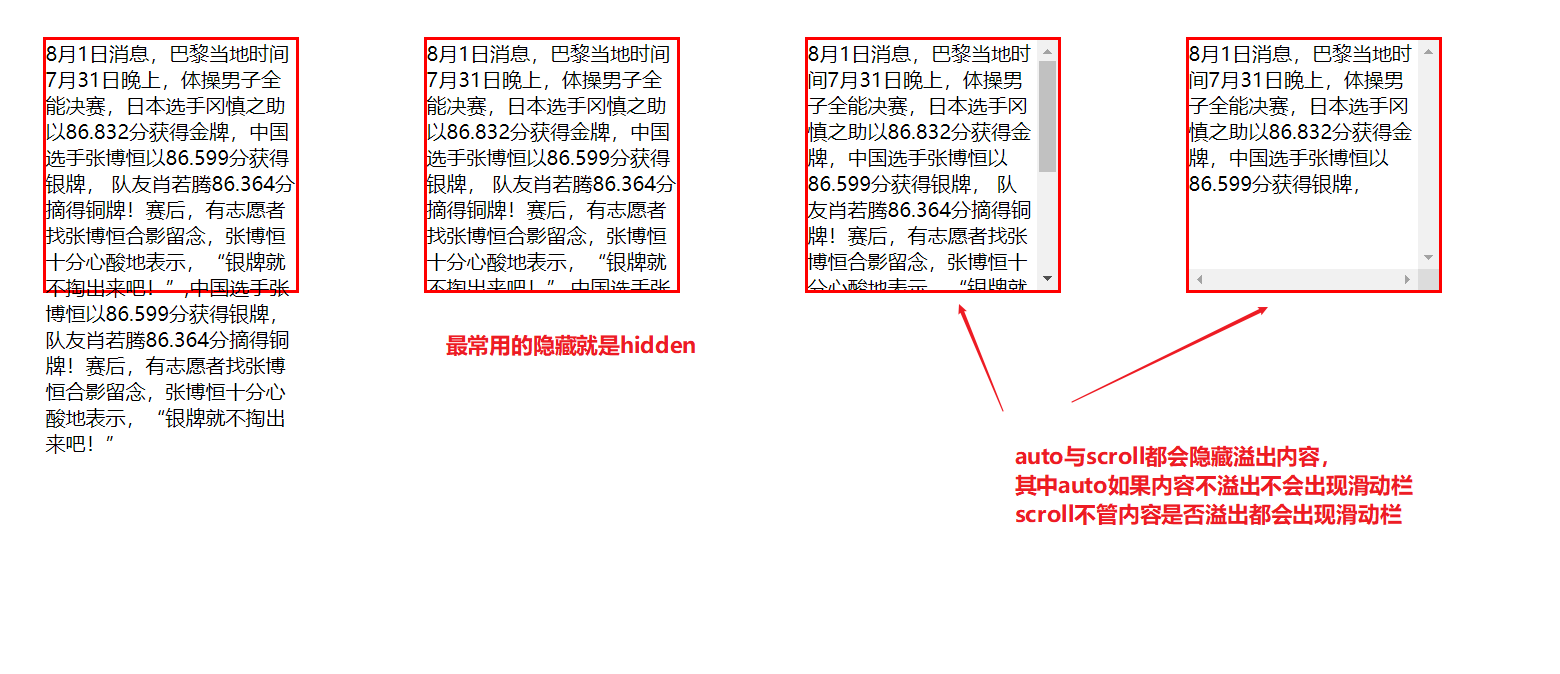 8月1日消息，巴黎当地时间
7月31日晚上，体操男子全
能决赛，日本选手冈慎之助
以86.832分获得金牌，中国
选手张博恒以86.599分获得
银牌， 队友肖若腾86.364分
摘得铜牌！赛后，有志愿者
找张博恒合影留念，张博恒
十分心酸地表示，“银牌就
不掏出来吧！”,中国选手张
博恒以86.599分获得银牌，
队友肖若腾86.364分摘得铜
牌！赛后，有志愿者找张博
恒合影留念，张博恒十分心
酸地表示，“银牌就不掏出
来吧！”
8月1日消息，巴黎当地时间
7月31日晚上，体操男子全
能决赛，日本选手冈慎之助
以86.832分获得金牌，中国
选手张博恒以86.599分获得
银牌， 队友肖若腾86.364分
摘得铜牌！赛后，有志愿者
找张博恒合影留念，张博恒
十分心酸地表示，“银牌就
不掏出来吧！”,中国选手张
最常用的隐藏就是hidden
8月1日消息，巴黎当地时
间7月31日晚上，体操男
子全能决赛，日本选手冈
慎之助以86.832分获得金
牌，中国选手张博恒以
86.599分获得银牌， 队
友肖若腾86.364分摘得铜
牌！赛后，有志愿者找张
博恒合影留念，张博恒十
分心酸地表示，“银牌就
8月1日消息，巴黎当地时
间7月31日晚上，体操男
子全能决赛，日本选手冈
慎之助以86.832分获得金
牌，中国选手张博恒以
86.599分获得银牌，
auto与scroll都会隐藏溢出内容，
其中auto如果内容不溢出不会出现滑动栏
scroll不管内容是否溢出都会出现滑动栏